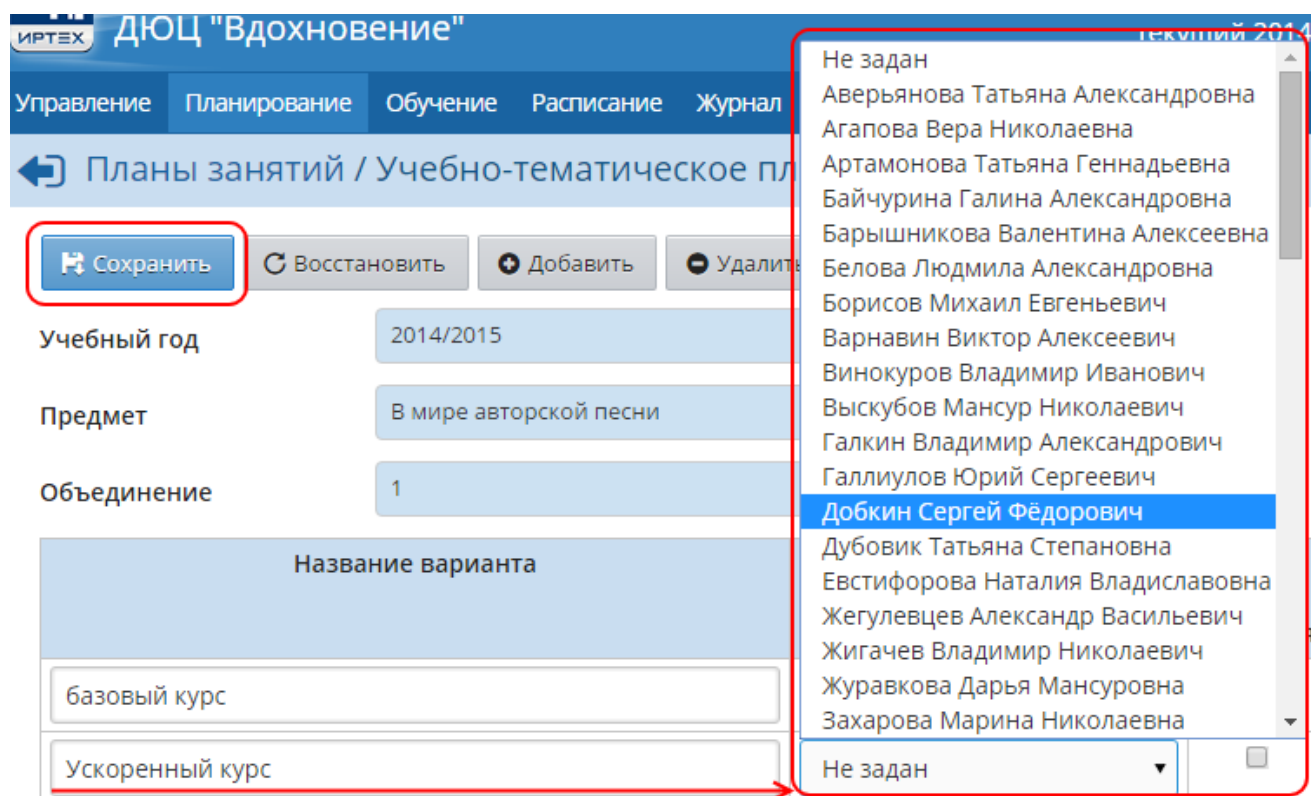 ИРТЕХ ДЮЦ "Вдохновение"
текущий 2014
Управление Планирование Обучение Расписание Журнал
Планы занятий / Учебно-тематическое пл
Сохранить Восстановить Добавить Удалить
Учебный год 2014/2015
Предмет В мире авторской песни
Объединение 1
Название варианта
базовый курс
Ускоренный курс
Не задан
Аверьянова Татьяна Александровна
Агапова Вера Николаевна
Артамонова Татьяна Геннадьевна
Байчурина Галина Александровна
Барышникова Валентина Алексеевна
Белова Людмила Александровна
Борисов Михаил Евгеньевич
Варнавин Виктор Алексеевич
Винокуров Владимир Иванович
Выскубов Мансур Николаевич
Галкин Владимир Александрович
Галлиулов Юрий Сергеевич
Добкин Сергей Фёдорович
Дубовик Татьяна Степановна
Евстифорова Наталия Владиславовна
Жегулевцев Александр Васильевич
Жигачев Владимир Николаевич
Журавкова Дарья Мансуровна
Захарова Марина Николаевна
Не задан